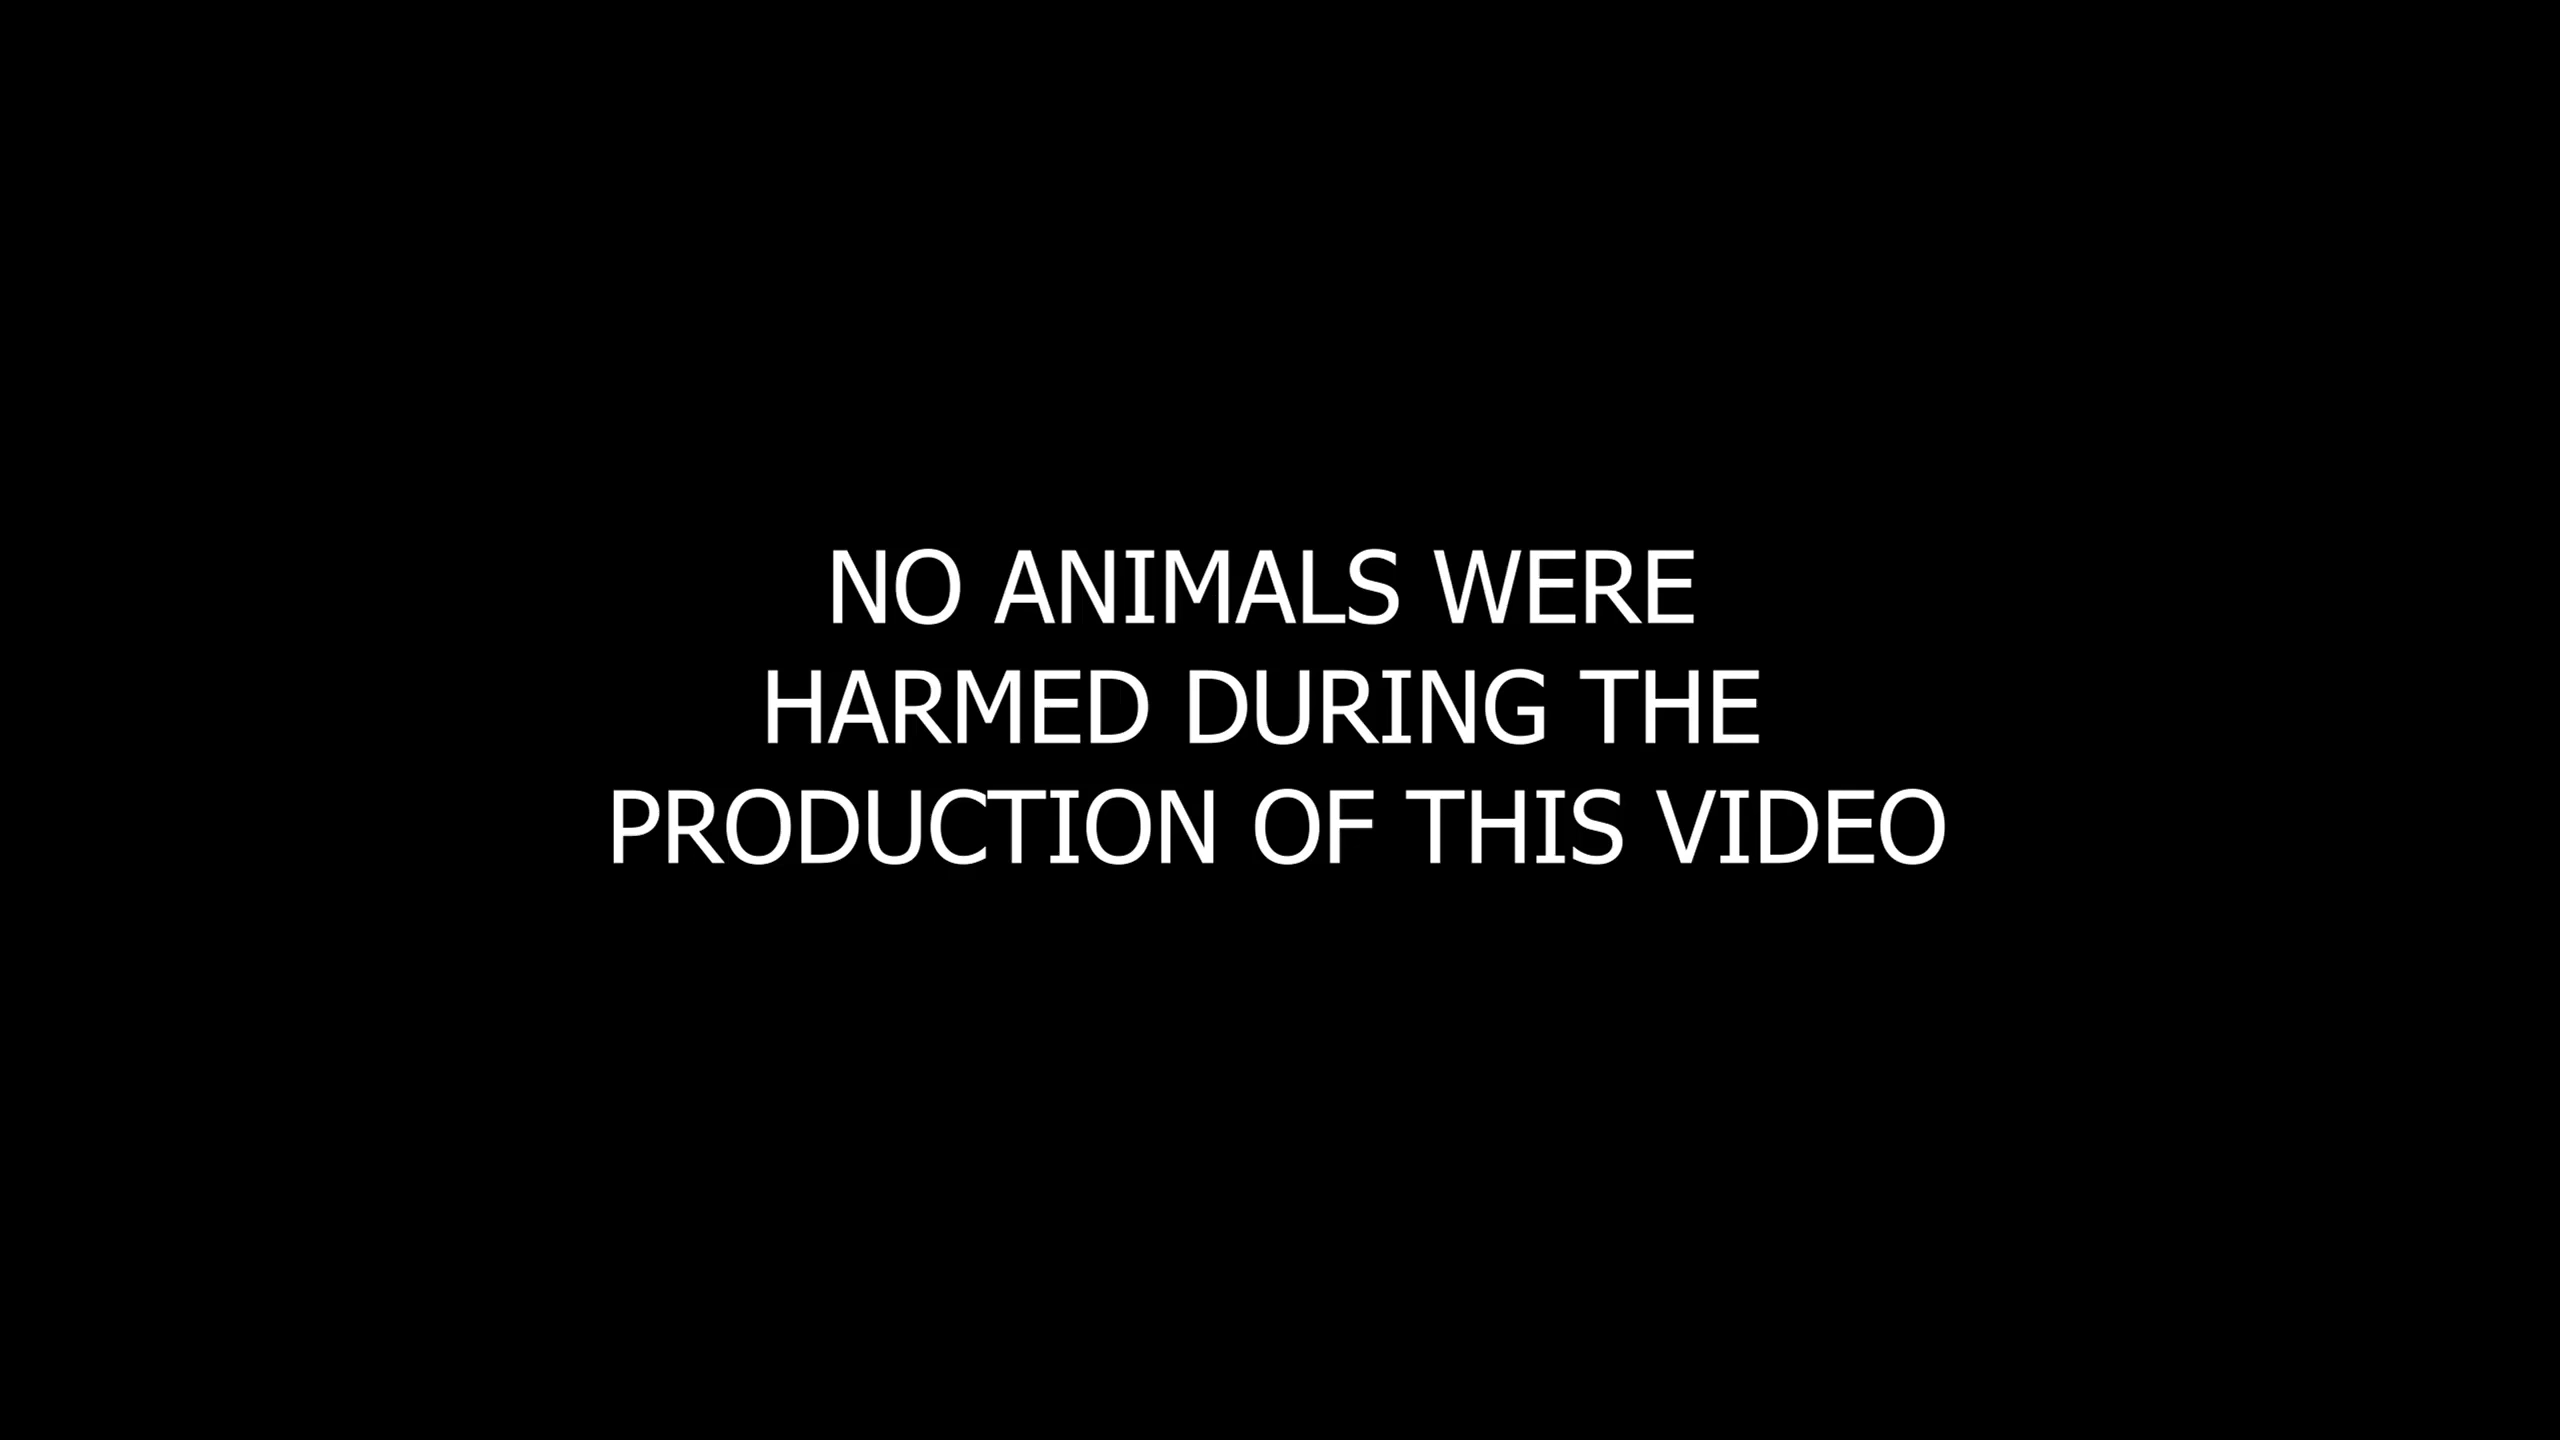 NO ANIMALS WERE
HARMED DURING THE
PRODUCTION OF THIS VIDEO